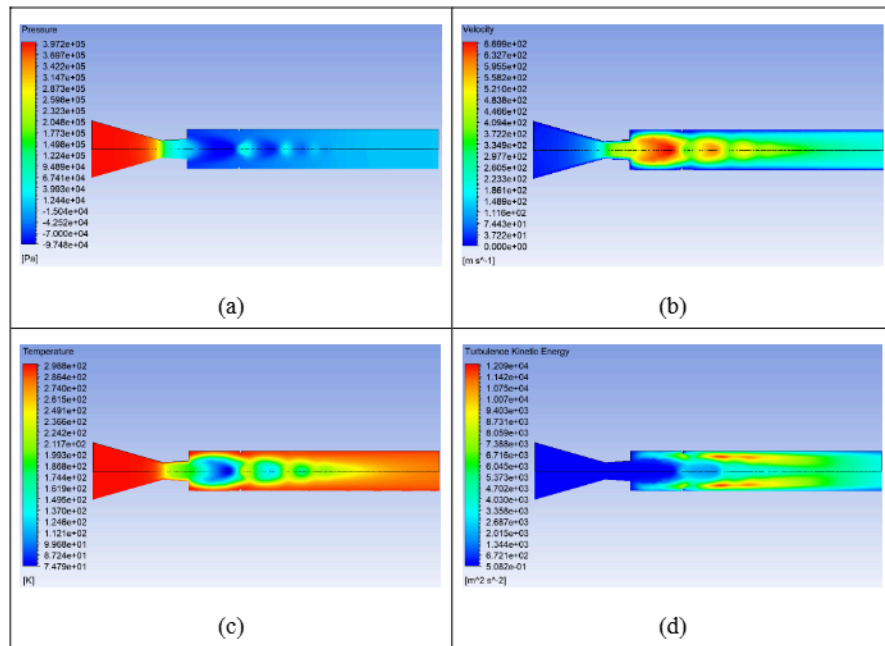 Pressure
3.972e+05
3.697e+05
3.422e+05
3.147e+05
2.873e+05
2.598e+05
2.323e+05
2.048e+05
1.773e+05
1.498e+05
1.224e+05
9.489e+04
6.741e+04
3.993e+04
1.244e+04
-1.504e+04
-4.252e+04
-7.000e+04
-9.748e+04
[Pa]
(a)
Velocity
6.699e+02
6.327e+02
5.955e+02
5.582e+02
5.210e+02
4.838e+02
4.466e+02
4.094e+02
3.722e+02
3.349e+02
2.977e+02
2.605e+02
2.233e+02
1.861e+02
1.489e+02
1.116e+02
7.443e+01
3.722e+01
0.000e+00
[m s^-1]
(b)
Temperature
2.988e+02
2.864e+02
2.740e+02
2.615e+02
2.491e+02
2.366e+02
2.242e+02
2.117e+02
1.993e+02
1.868e+02
1.744e+02
1.619e+02
1.495e+02
1.370e+02
1.246e+02
1.121e+02
9.969e+01
8.724e+01
7.479e+01
[K]
(c)
Turbulence Kinetic Energy
1.209e+04
1.142e+04
1.075e+04
1.007e+04
9.403e+03
8.731e+03
8.059e+03
7.388e+03
6.716e+03
6.045e+03
5.373e+03
4.702e+03
4.030e+03
3.358e+03
2.687e+03
2.015e+03
1.344e+03
6.721e+02
5.082e-01
[m^2 s^-2]
(d)